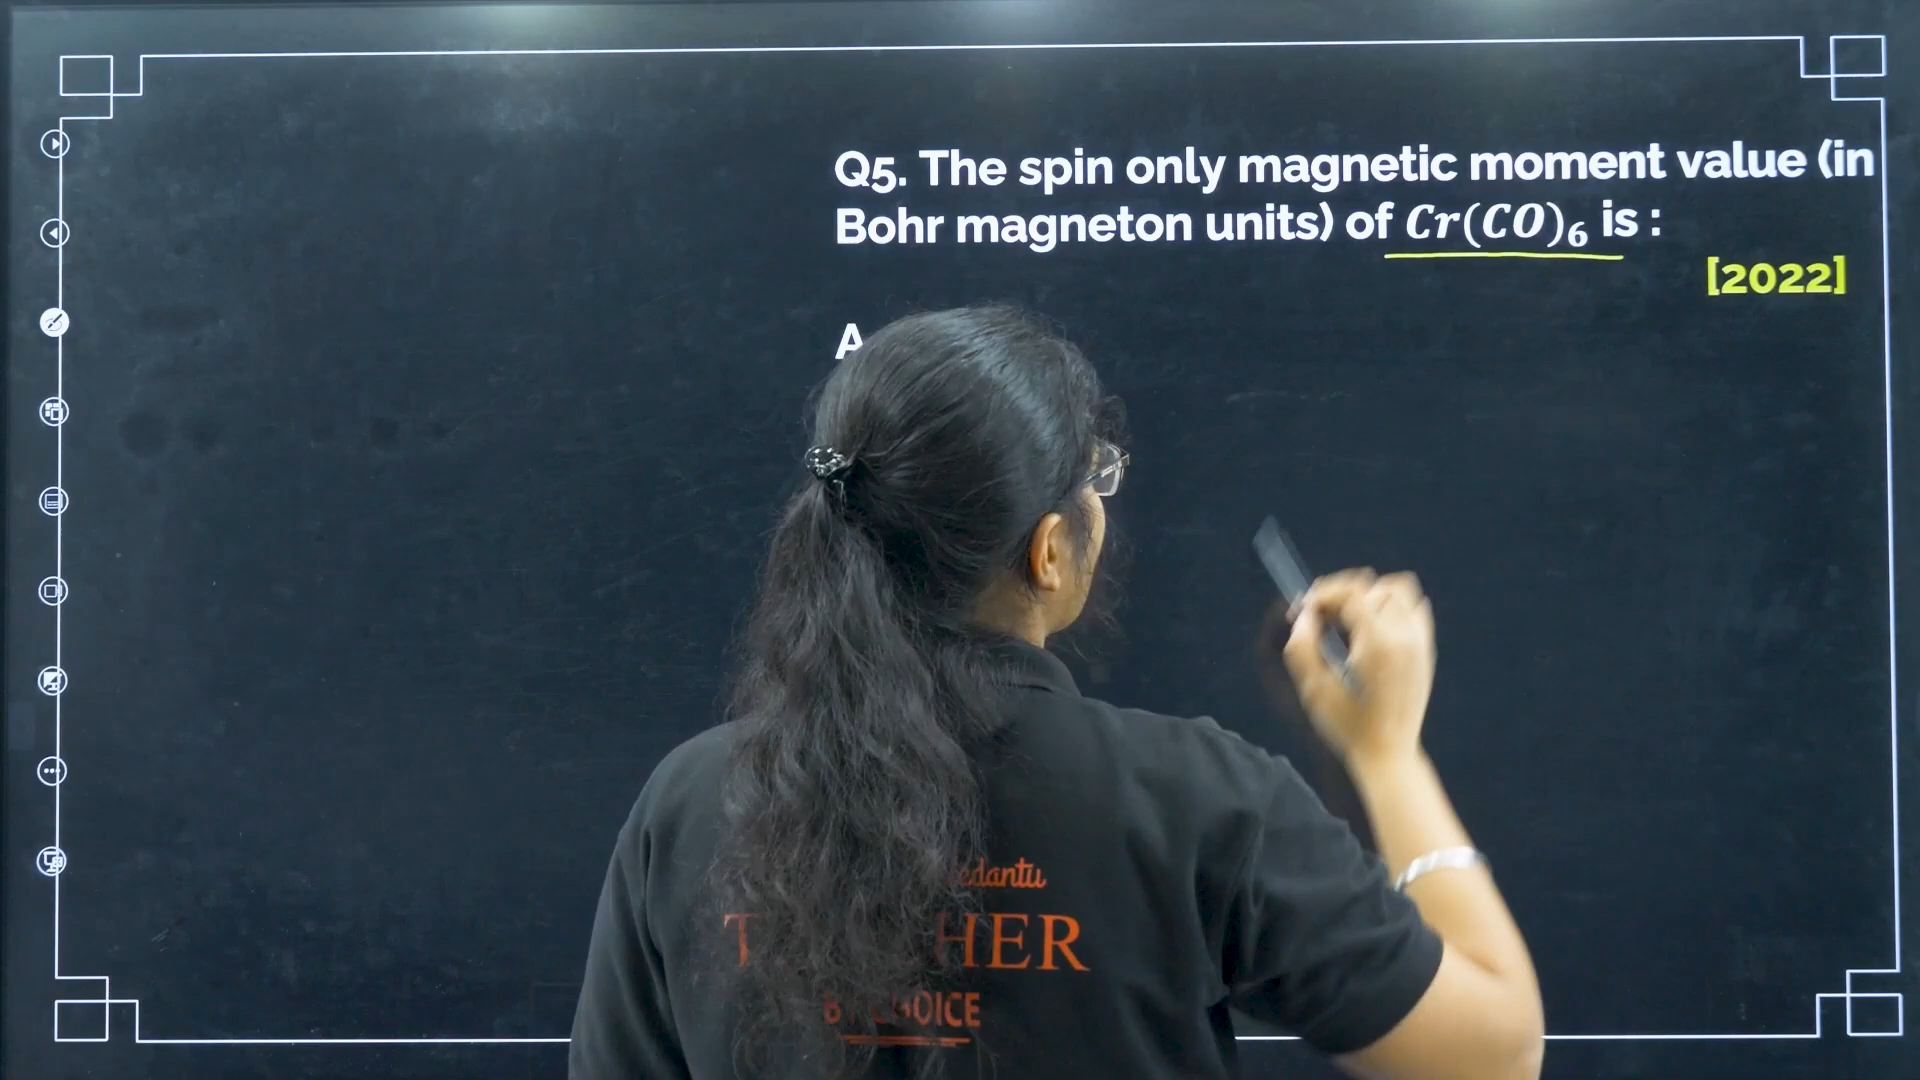 Q5. The spin only magnetic moment value (in
Bohr magneton units) of Cr(CO)₆ is :
[2022]
A
HER